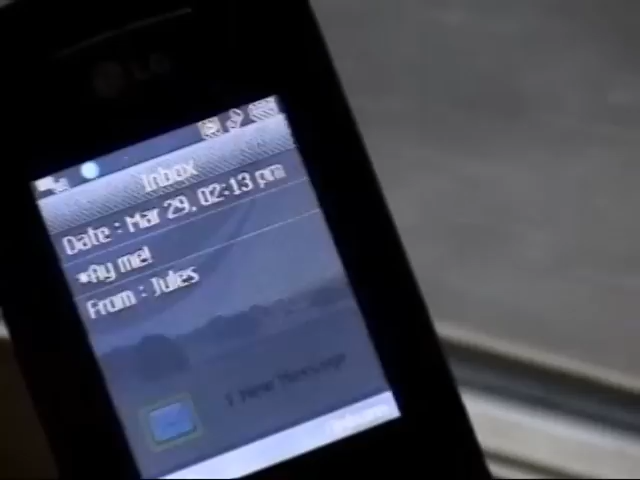 LG
Inbox
Date : Mar 29, 02:13 pm
*Ay me!
From : Jules
1 New Message